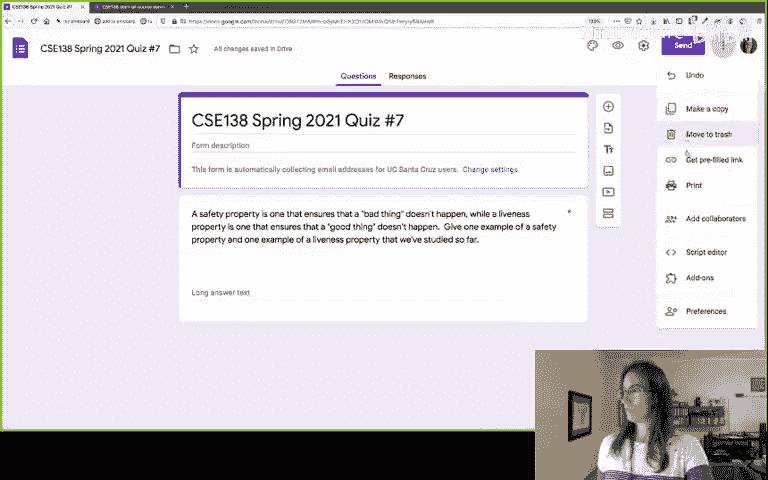 CSE138 Spring 2021 Quiz #7
All changes saved in Drive
Send
Questions
Responses
CSE138 Spring 2021 Quiz #7
Form description
This form is automatically collecting email addresses for UC Santa Cruz users. Change settings
A safety property is one that ensures that a "bad thing" doesn't happen, while a liveness *
property is one that ensures that a "good thing" doesn't happen. Give one example of a safety
property and one example of a liveness property that we've studied so far.
Long answer text
Undo
Make a copy
Move to trash
Get pre-filled link
Print
Add collaborators
Script editor
Add-ons
Preferences